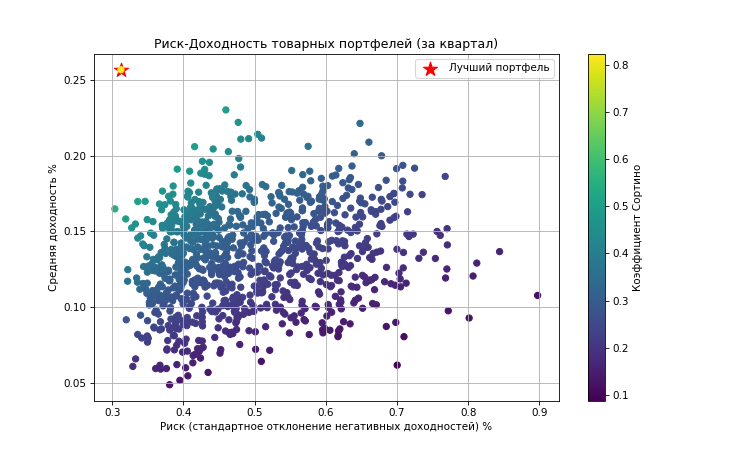 Риск-Доходность товарных портфелей (за квартал)
Лучший портфель
Средняя доходность %
0.25
0.20
0.15
0.10
0.05
0.3 0.4 0.5 0.6 0.7 0.8 0.9
Риск (стандартное отклонение негативных доходностей) %
0.8
0.7
0.6
0.5
0.4
0.3
0.2
0.1
Коэффициент Сортино